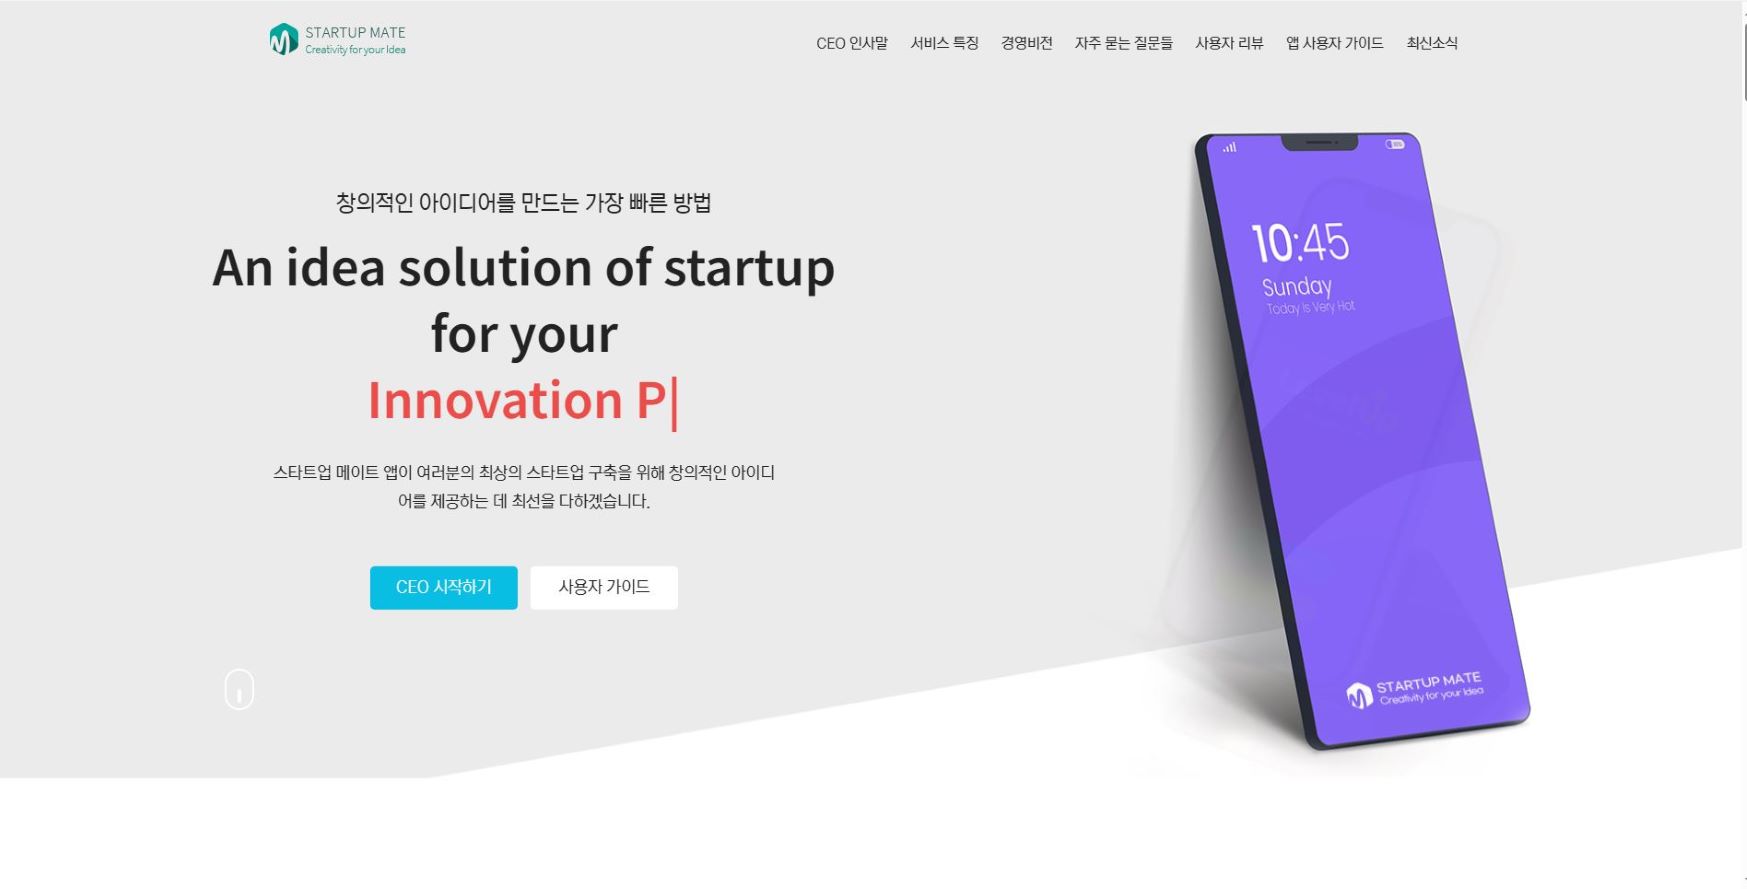 STARTUP MATE
Creativity for your Idea
CEO 인사말 서비스 특징 경영비전 자주 묻는 질문들 사용자 리뷰 앱 사용자 가이드 최신소식
창의적인 아이디어를 만드는 가장 빠른 방법
An idea solution of startup
for your
Innovation P|
스타트업 메이트 앱이 여러분의 최상의 스타트업 구축을 위해 창의적인 아이디
어를 제공하는 데 최선을 다하겠습니다.
CEO 시작하기
사용자 가이드
10:45
Sunday
Today Is Very Hot
STARTUP MATE
Creativity for your Idea